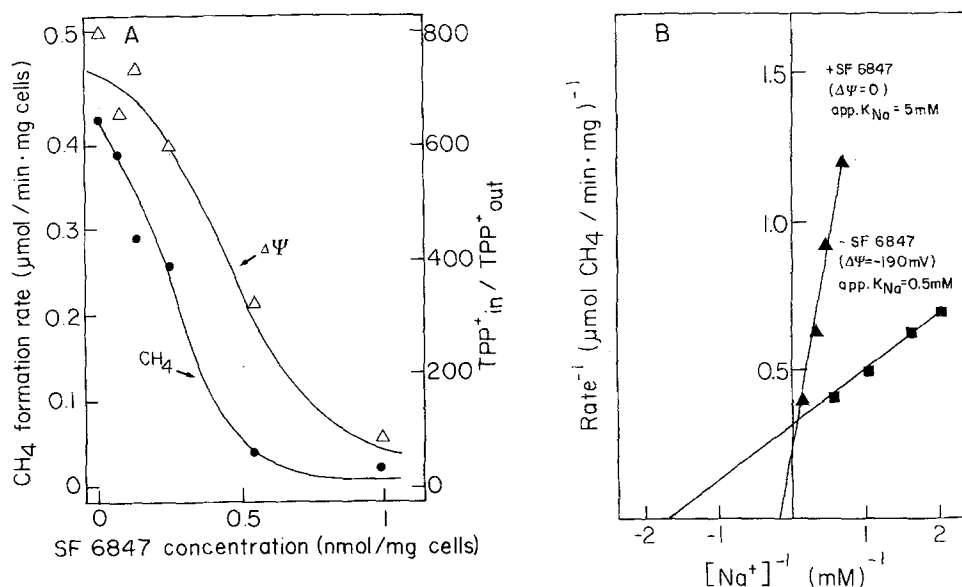 A
CH4 formation rate (μmol / min · mg cells)
0.5
0.4
0.3
0.2
0.1
0
800
600
400
200
0
TPP+ in / TPP+ out
ΔΨ
CH4
0
0.5
1
SF 6847 concentration (nmol/mg cells)
B
Rate-1 (μmol CH4 / min · mg)-1
1.5
1.0
0.5
+SF 6847
(ΔΨ=0)
app. KNa = 5mM
- SF 6847
(ΔΨ=-190mV)
app. KNa=0.5mM
-2
-1
0
1
2
[Na+]-1 (mM)-1